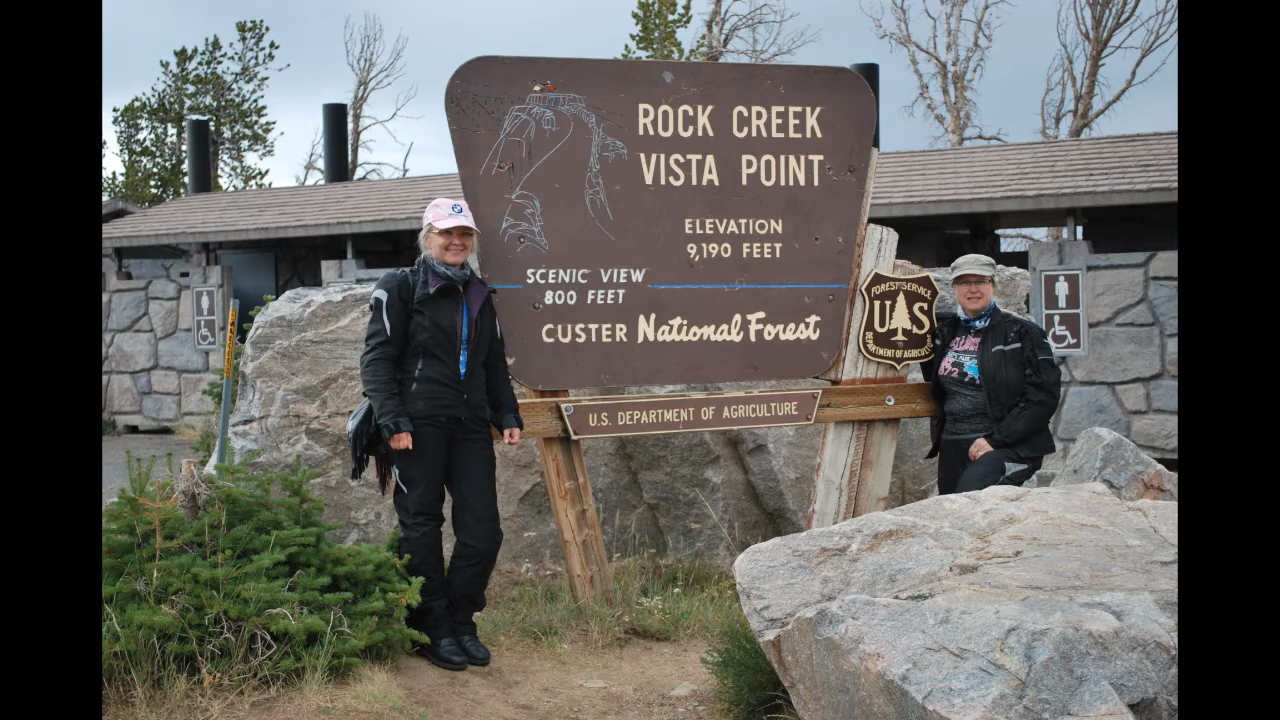 ROCK CREEK
VISTA POINT
ELEVATION
9,190 FEET
SCENIC VIEW
800 FEET
CUSTER National Forest
U.S. DEPARTMENT OF AGRICULTURE
FOREST SERVICE
US
DEPARTMENT OF AGRICULTURE